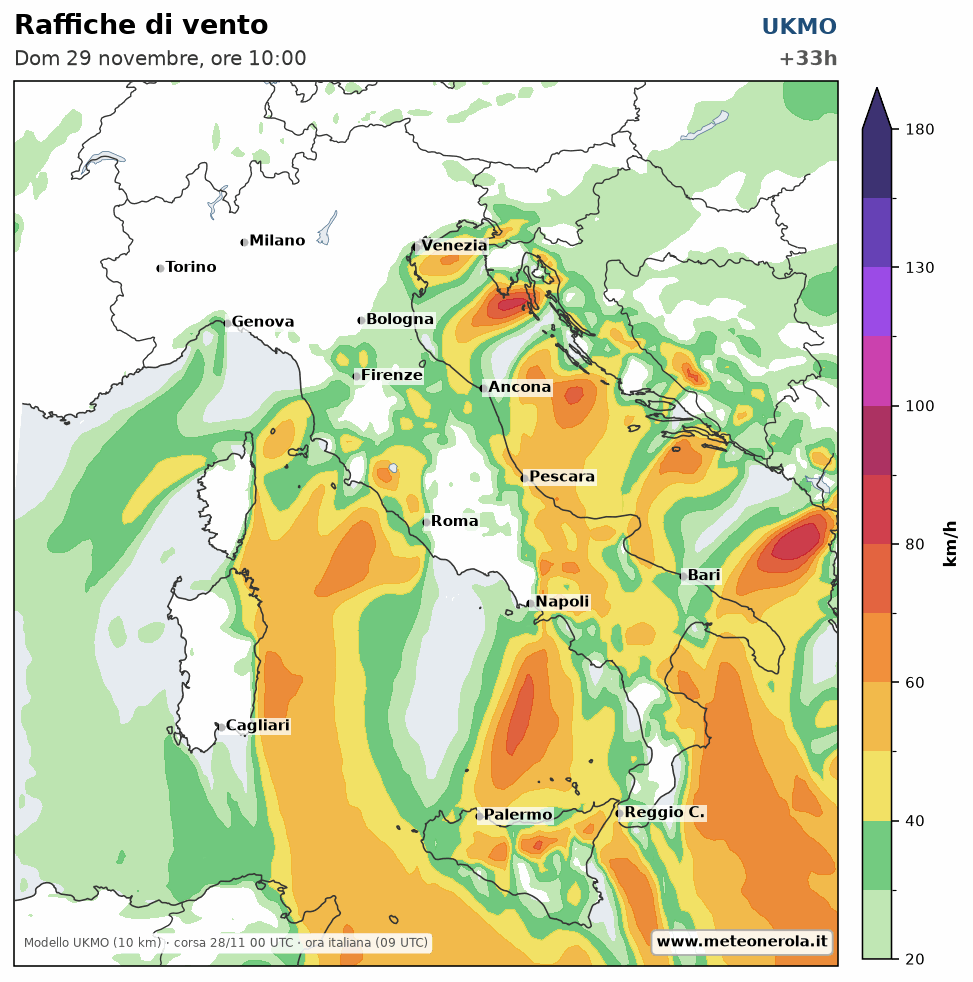 Raffiche di vento
UKMO
Dom 29 novembre, ore 10:00
+33h
180
130
100
80
60
40
20
km/h
Milano
Venezia
Torino
Genova
Bologna
Firenze
Ancona
Pescara
Roma
Bari
Napoli
Cagliari
Palermo
Reggio C.
Modello UKMO (10 km) · corsa 28/11 00 UTC · ora italiana (09 UTC)
www.meteonerola.it